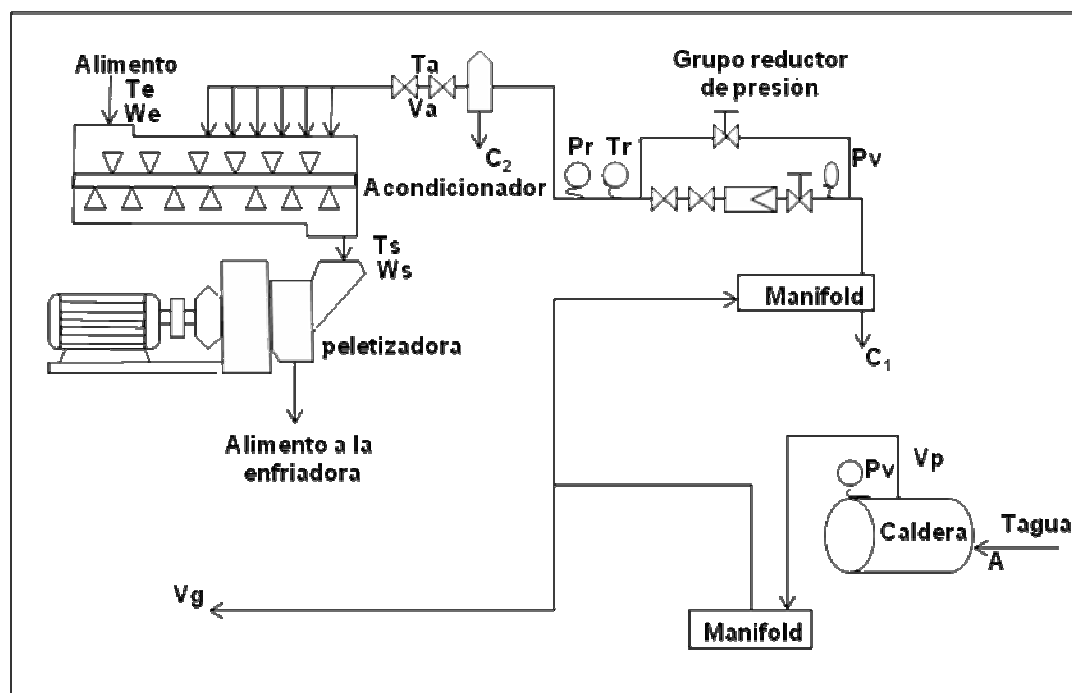 Alimento
Te
We
Ta
Va
C2
Grupo reductor
de presión
Pr
Tr
Pv
Acondicionador
Ts
Ws
Manifold
C1
peletizadora
Alimento a la
enfriadora
Pv
Vp
Caldera
Tagua
A
Vg
Manifold